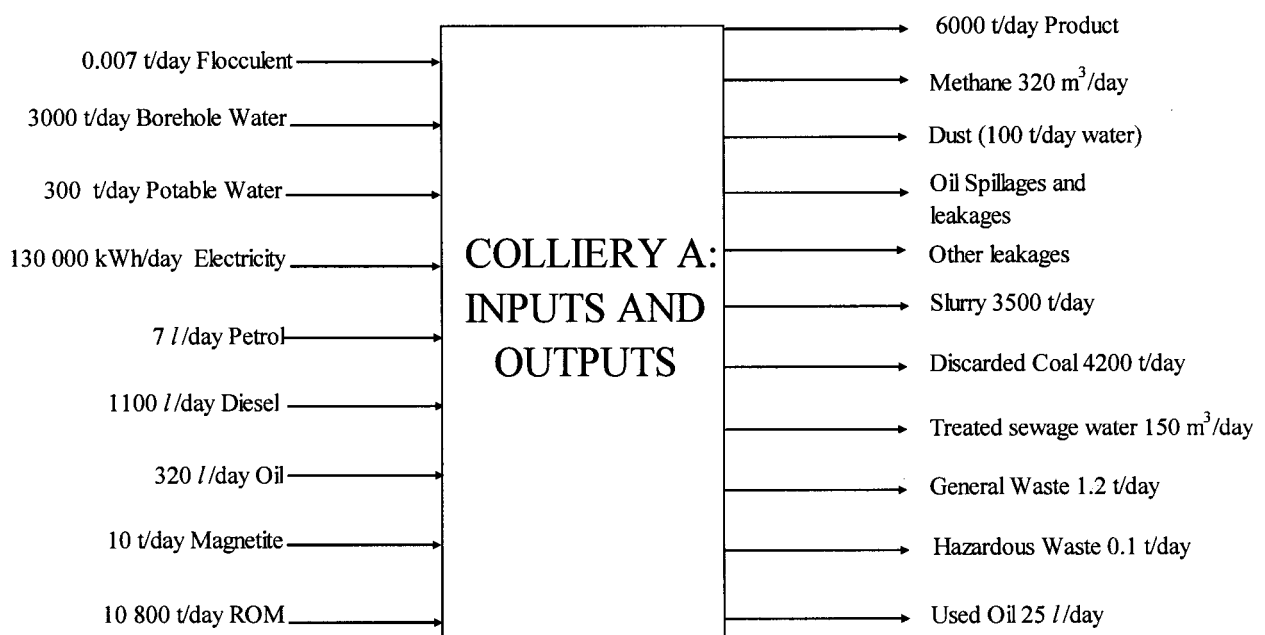 0.007 t/day Flocculent
3000 t/day Borehole Water
300 t/day Potable Water
130 000 kWh/day Electricity
7 l/day Petrol
1100 l/day Diesel
320 l/day Oil
10 t/day Magnetite
10 800 t/day ROM
COLLIERY A:
INPUTS AND
OUTPUTS
6000 t/day Product
Methane 320 m³/day
Dust (100 t/day water)
Oil Spillages and
leakages
Other leakages
Slurry 3500 t/day
Discarded Coal 4200 t/day
Treated sewage water 150 m³/day
General Waste 1.2 t/day
Hazardous Waste 0.1 t/day
Used Oil 25 l/day